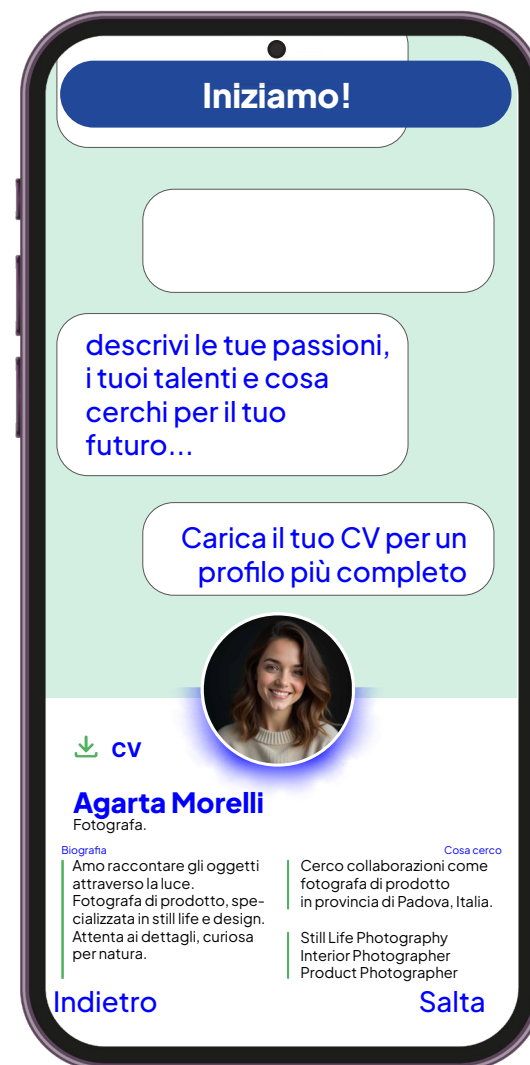 Iniziamo!
descrivi le tue passioni,
i tuoi talenti e cosa
cerchi per il tuo
futuro...
Carica il tuo CV per un
profilo più completo
CV
Agarta Morelli
Fotografa.
Biografia
Amo raccontare gli oggetti
attraverso la luce.
Fotografa di prodotto, spe-
cializzata in still life e design.
Attenta ai dettagli, curiosa
per natura.
Cosa cerco
Cerco collaborazioni come
fotografa di prodotto
in provincia di Padova, Italia.
Still Life Photography
Interior Photographer
Product Photographer
Indietro
Salta